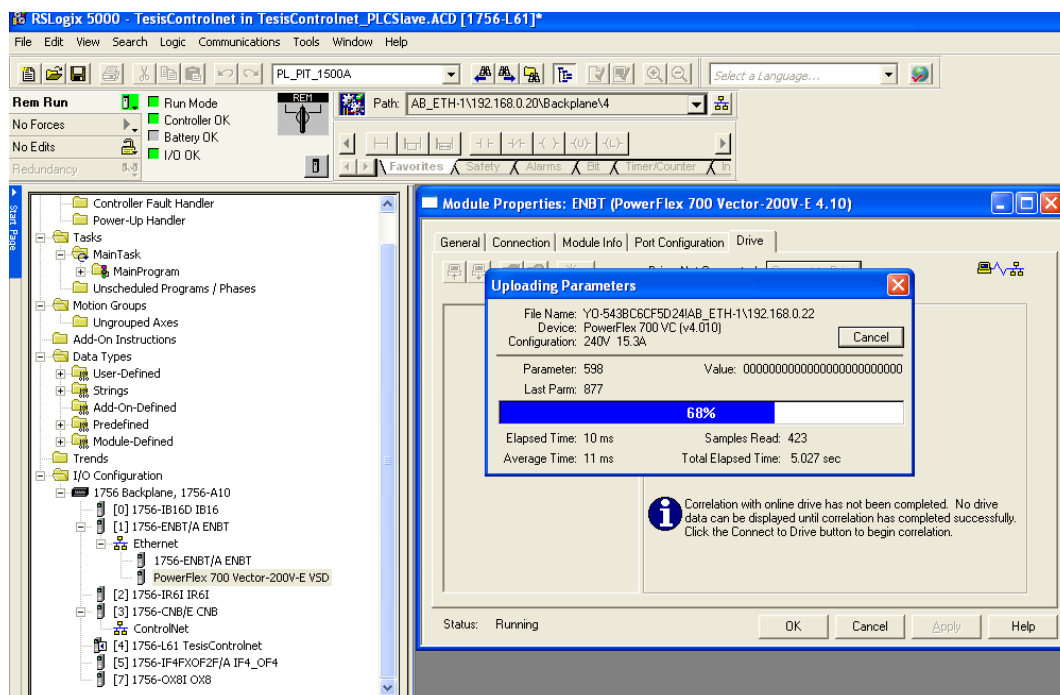 RSLogix 5000 - TesisControlnet in TesisControlnet_PLCSlave.ACD [1756-L61]*
File Edit View Search Logic Communications Tools Window Help
PL_PIT_1500A
Select a Language...
Rem Run
Run Mode
REM
Path: AB_ETH-1\192.168.0.20\Backplane\4
No Forces
Controller OK
Battery OK
No Edits
I/O OK
Redundancy
Favorites Safety Alarms Bit Timer/Counter In
Start Page
Controller Fault Handler
Power-Up Handler
Tasks
MainTask
MainProgram
Unscheduled Programs / Phases
Motion Groups
Ungrouped Axes
Add-On Instructions
Data Types
User-Defined
Strings
Add-On-Defined
Predefined
Module-Defined
Trends
I/O Configuration
1756 Backplane, 1756-A10
[0] 1756-IB16D IB16
[1] 1756-ENBT/A ENBT
Ethernet
1756-ENBT/A ENBT
PowerFlex 700 Vector-200V-E VSD
[2] 1756-IR6I IR6I
[3] 1756-CNB/E CNB
ControlNet
[4] 1756-L61 TesisControlnet
[5] 1756-IF4FXOF2F/A IF4_OF4
[7] 1756-OX8I OX8
Module Properties: ENBT (PowerFlex 700 Vector-200V-E 4.10)
General Connection Module Info Port Configuration Drive
Uploading Parameters
File Name: YO-543BC6CF5D24\AB_ETH-1\192.168.0.22
Device: PowerFlex 700 VC (v4.010)
Configuration: 240V 15.3A
Cancel
Parameter: 598 Value: 0000000000000000000000000
Last Parm: 877
68%
Elapsed Time: 10 ms Samples Read: 423
Average Time: 11 ms Total Elapsed Time: 5.027 sec
Correlation with online drive has not been completed. No drive
data can be displayed until correlation has completed successfully.
Click the Connect to Drive button to begin correlation.
Status: Running
OK Cancel Apply Help